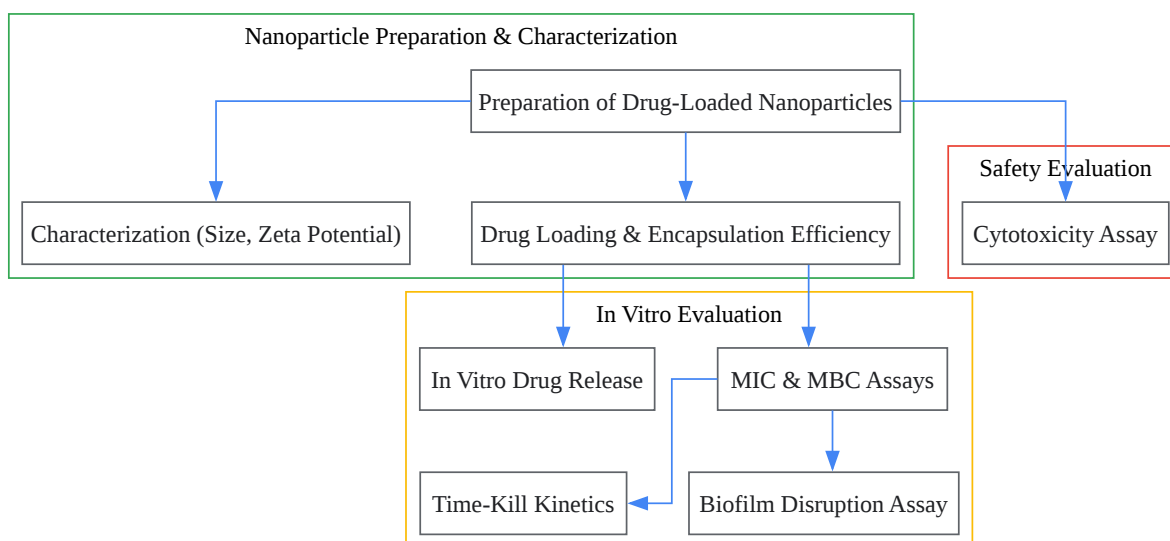 Nanoparticle Preparation & Characterization
Preparation of Drug-Loaded Nanoparticles
Safety Evaluation
Characterization (Size, Zeta Potential)
Drug Loading & Encapsulation Efficiency
Cytotoxicity Assay
In Vitro Evaluation
In Vitro Drug Release
MIC & MBC Assays
Time-Kill Kinetics
Biofilm Disruption Assay